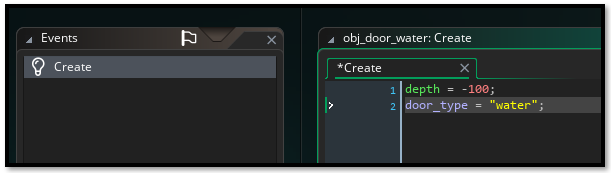 Events
obj_door_water: Create
Create
*Create
1 depth = -100;
2 door_type = "water";